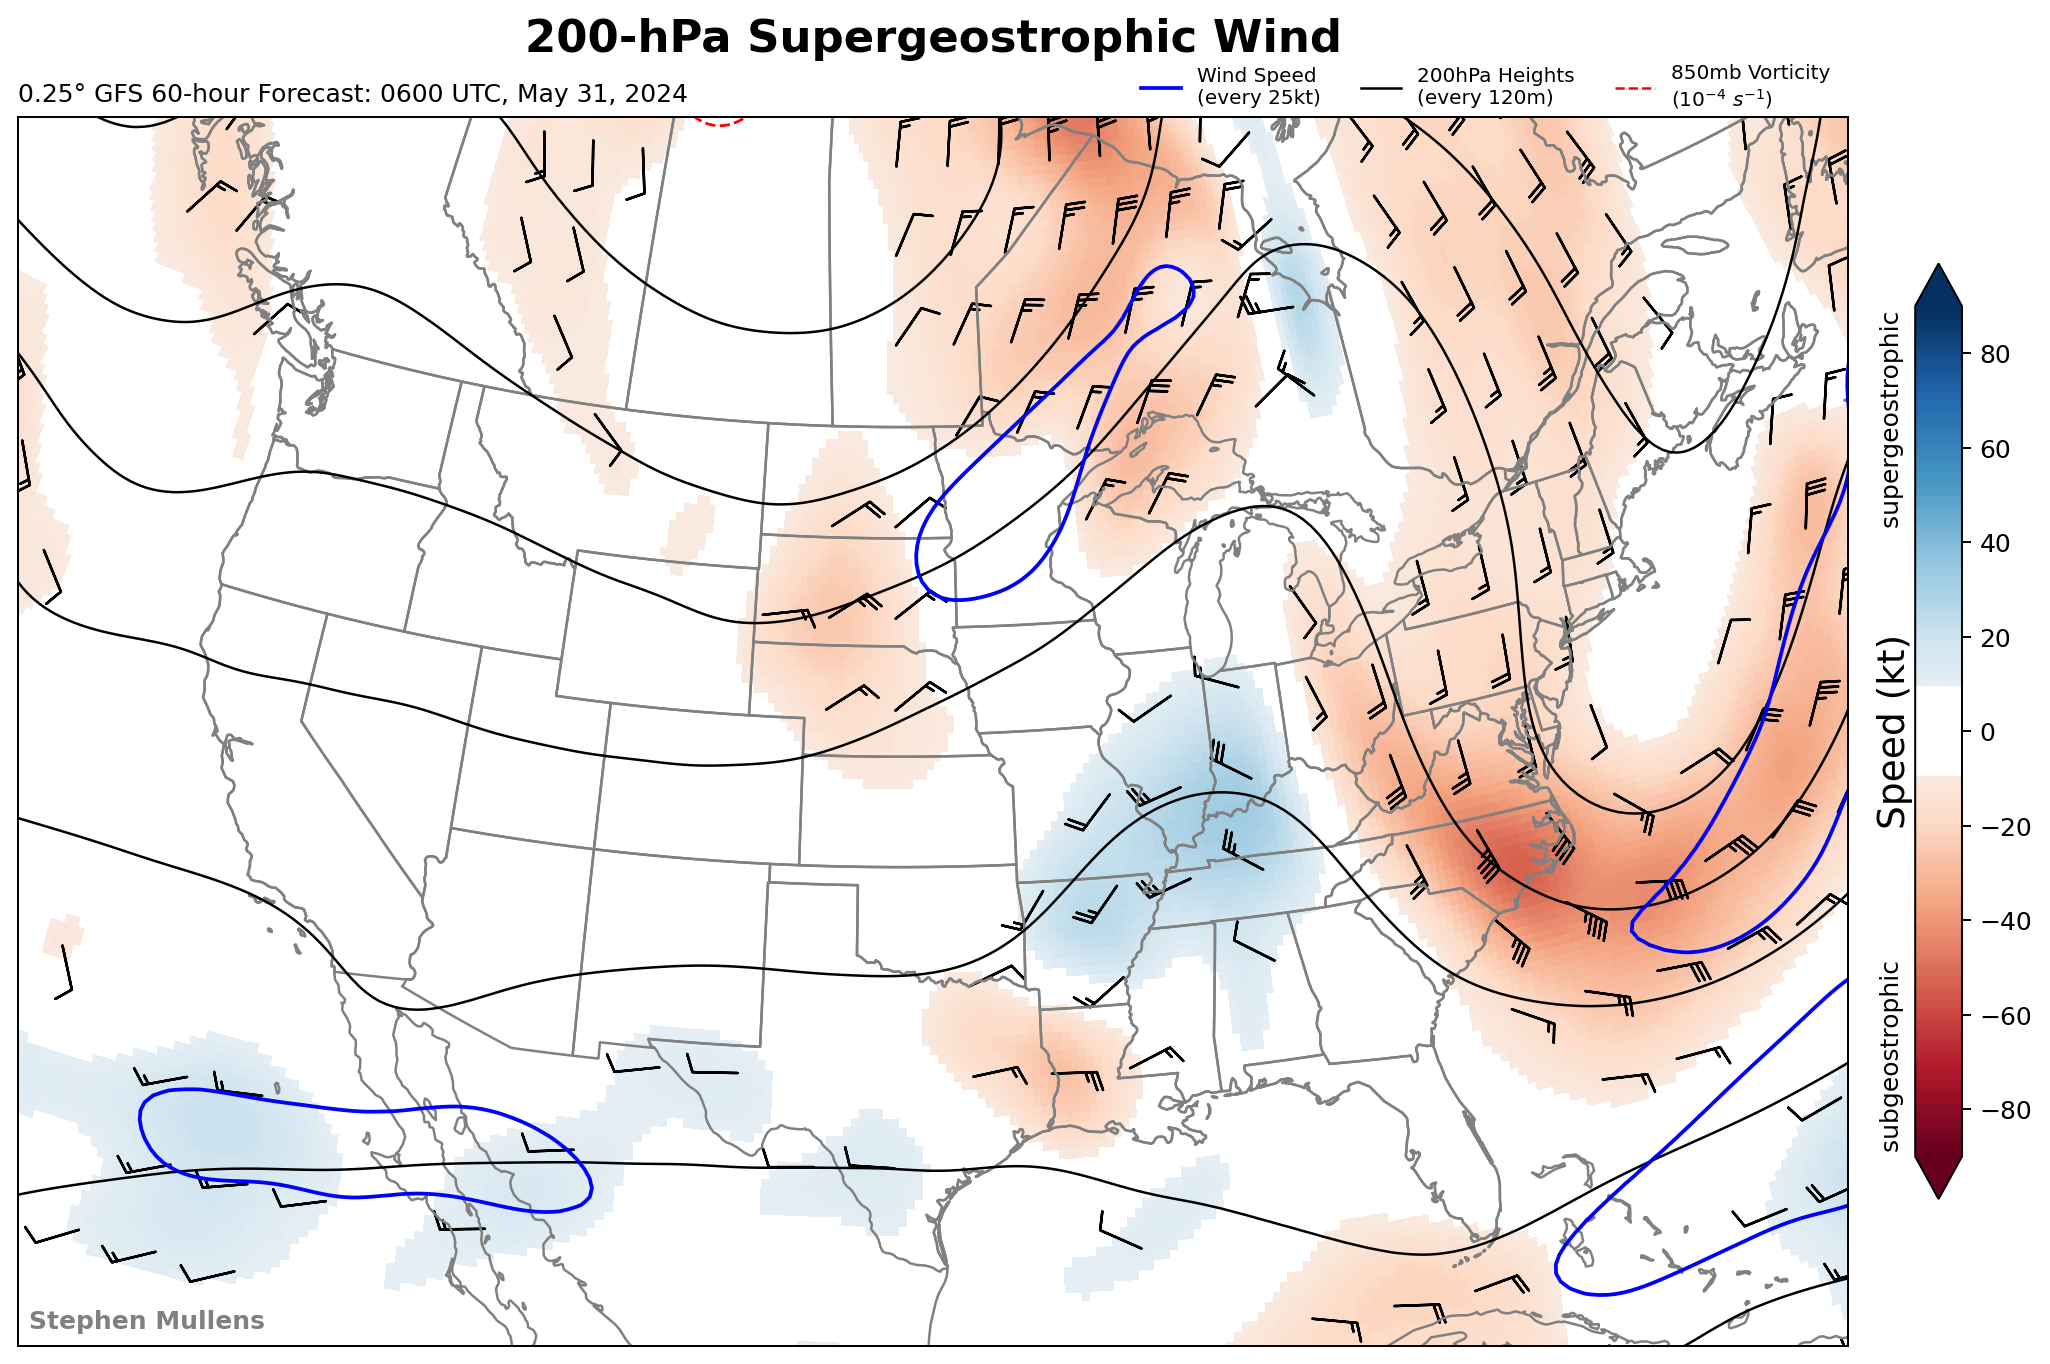 200-hPa Supergeostrophic Wind
0.25° GFS 60-hour Forecast: 0600 UTC, May 31, 2024
Wind Speed
(every 25kt)
200hPa Heights
(every 120m)
850mb Vorticity
(10⁻⁴ s⁻¹)
supergeostrophic
Speed (kt)
subgeostrophic
80
60
40
20
0
−20
−40
−60
−80
Stephen Mullens